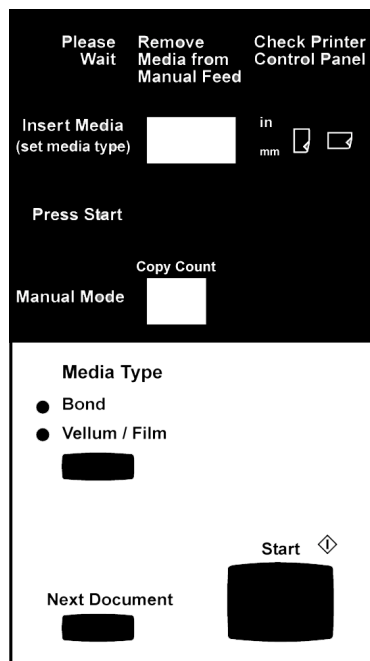 Please Wait
Remove Media from Manual Feed
Check Printer Control Panel
Insert Media
(set media type)
in
mm
Press Start
Copy Count
Manual Mode
Media Type
Bond
Vellum / Film
Start
Next Document